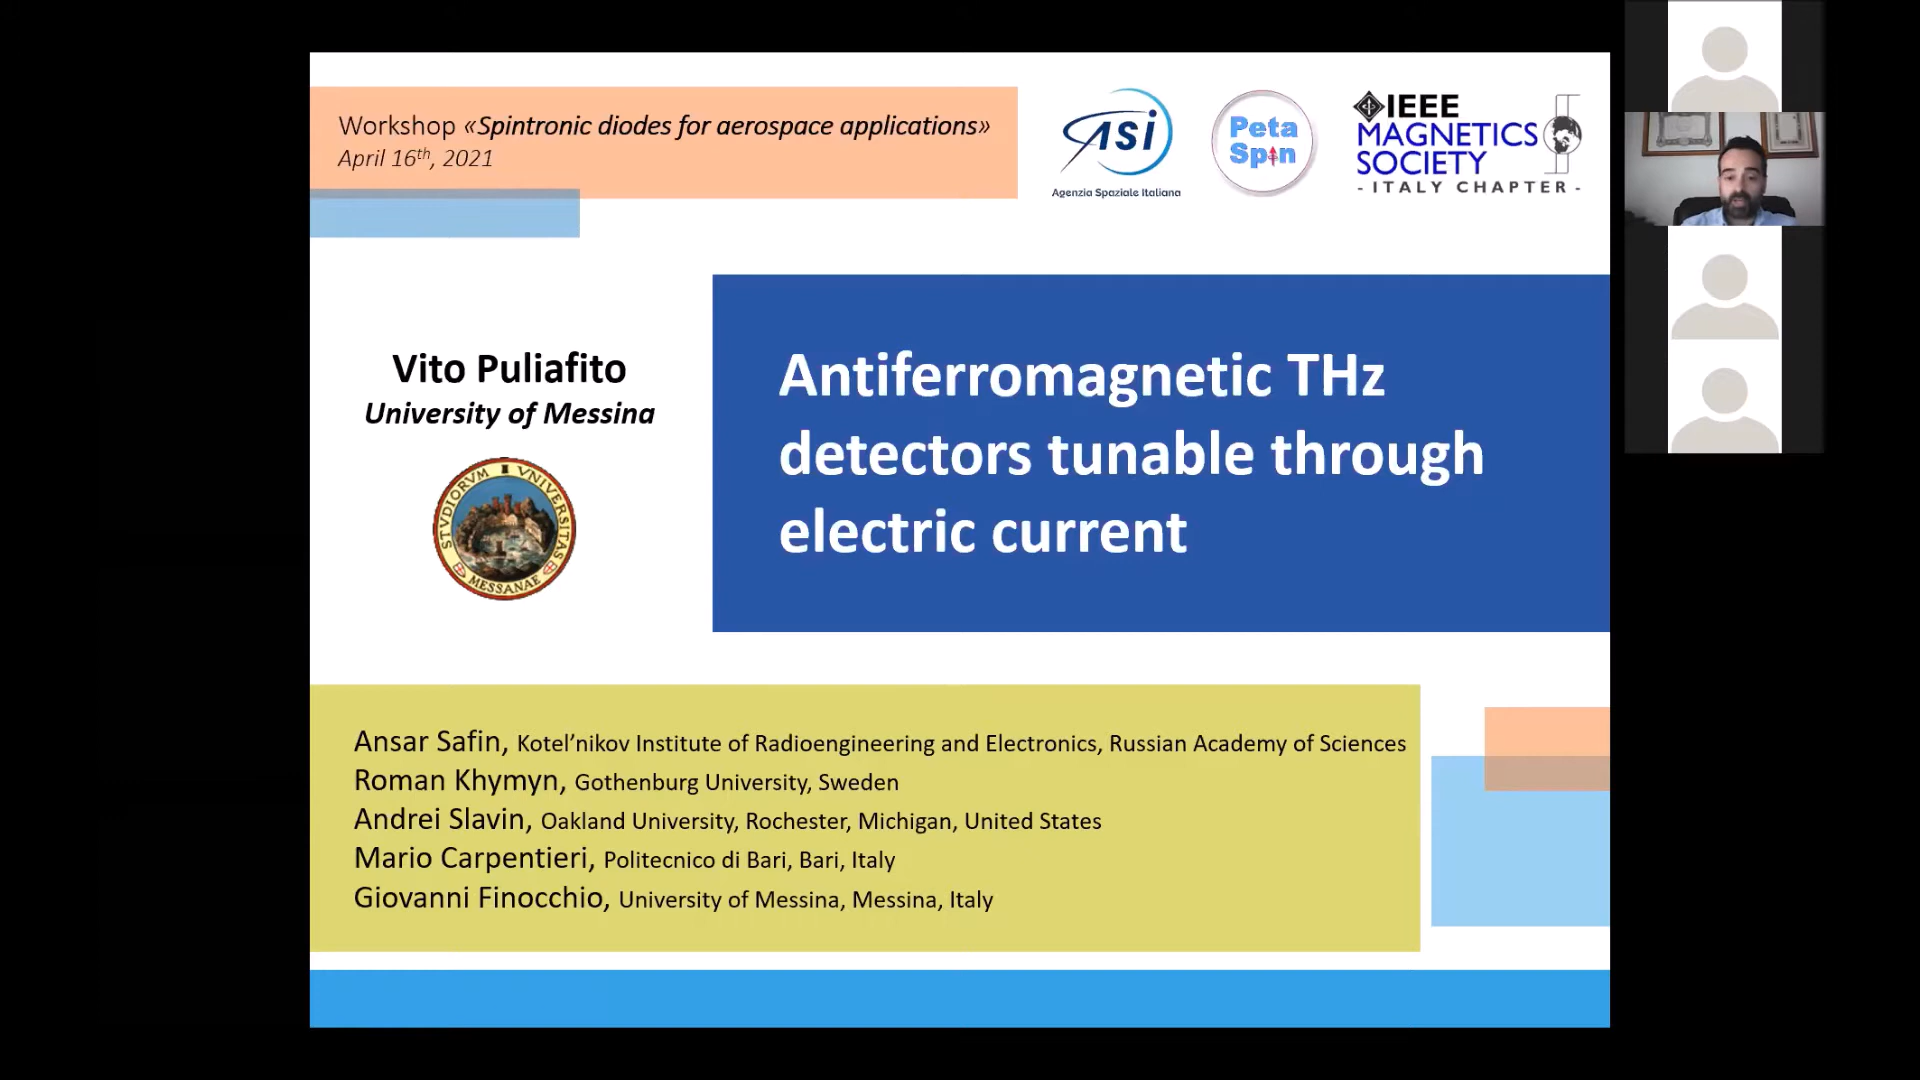 Workshop «Spintronic diodes for aerospace applications»
April 16th, 2021
asi
Agenzia Spaziale Italiana
Peta
Spin
IEEE
MAGNETICS
SOCIETY
- ITALY CHAPTER -
Vito Puliafito
University of Messina
STVDIORVM VNIVERSITAS
MESSANAE
Antiferromagnetic THz
detectors tunable through
electric current
Ansar Safin, Kotel’nikov Institute of Radioengineering and Electronics, Russian Academy of Sciences
Roman Khymyn, Gothenburg University, Sweden
Andrei Slavin, Oakland University, Rochester, Michigan, United States
Mario Carpentieri, Politecnico di Bari, Bari, Italy
Giovanni Finocchio, University of Messina, Messina, Italy